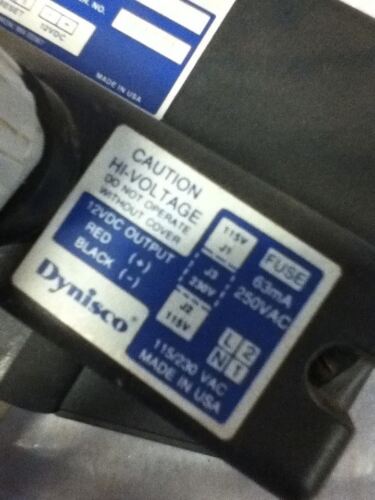 RESET
12VDC
MADE IN USA
CAUTION
HI-VOLTAGE
DO NOT OPERATE
WITHOUT COVER
12VDC OUTPUT
RED (+)
BLACK (-)
Dynisco
115V
J1
J3
230V
J2
115V
FUSE
63mA
250VAC
L 2
N 1
115/230 VAC
MADE IN USA